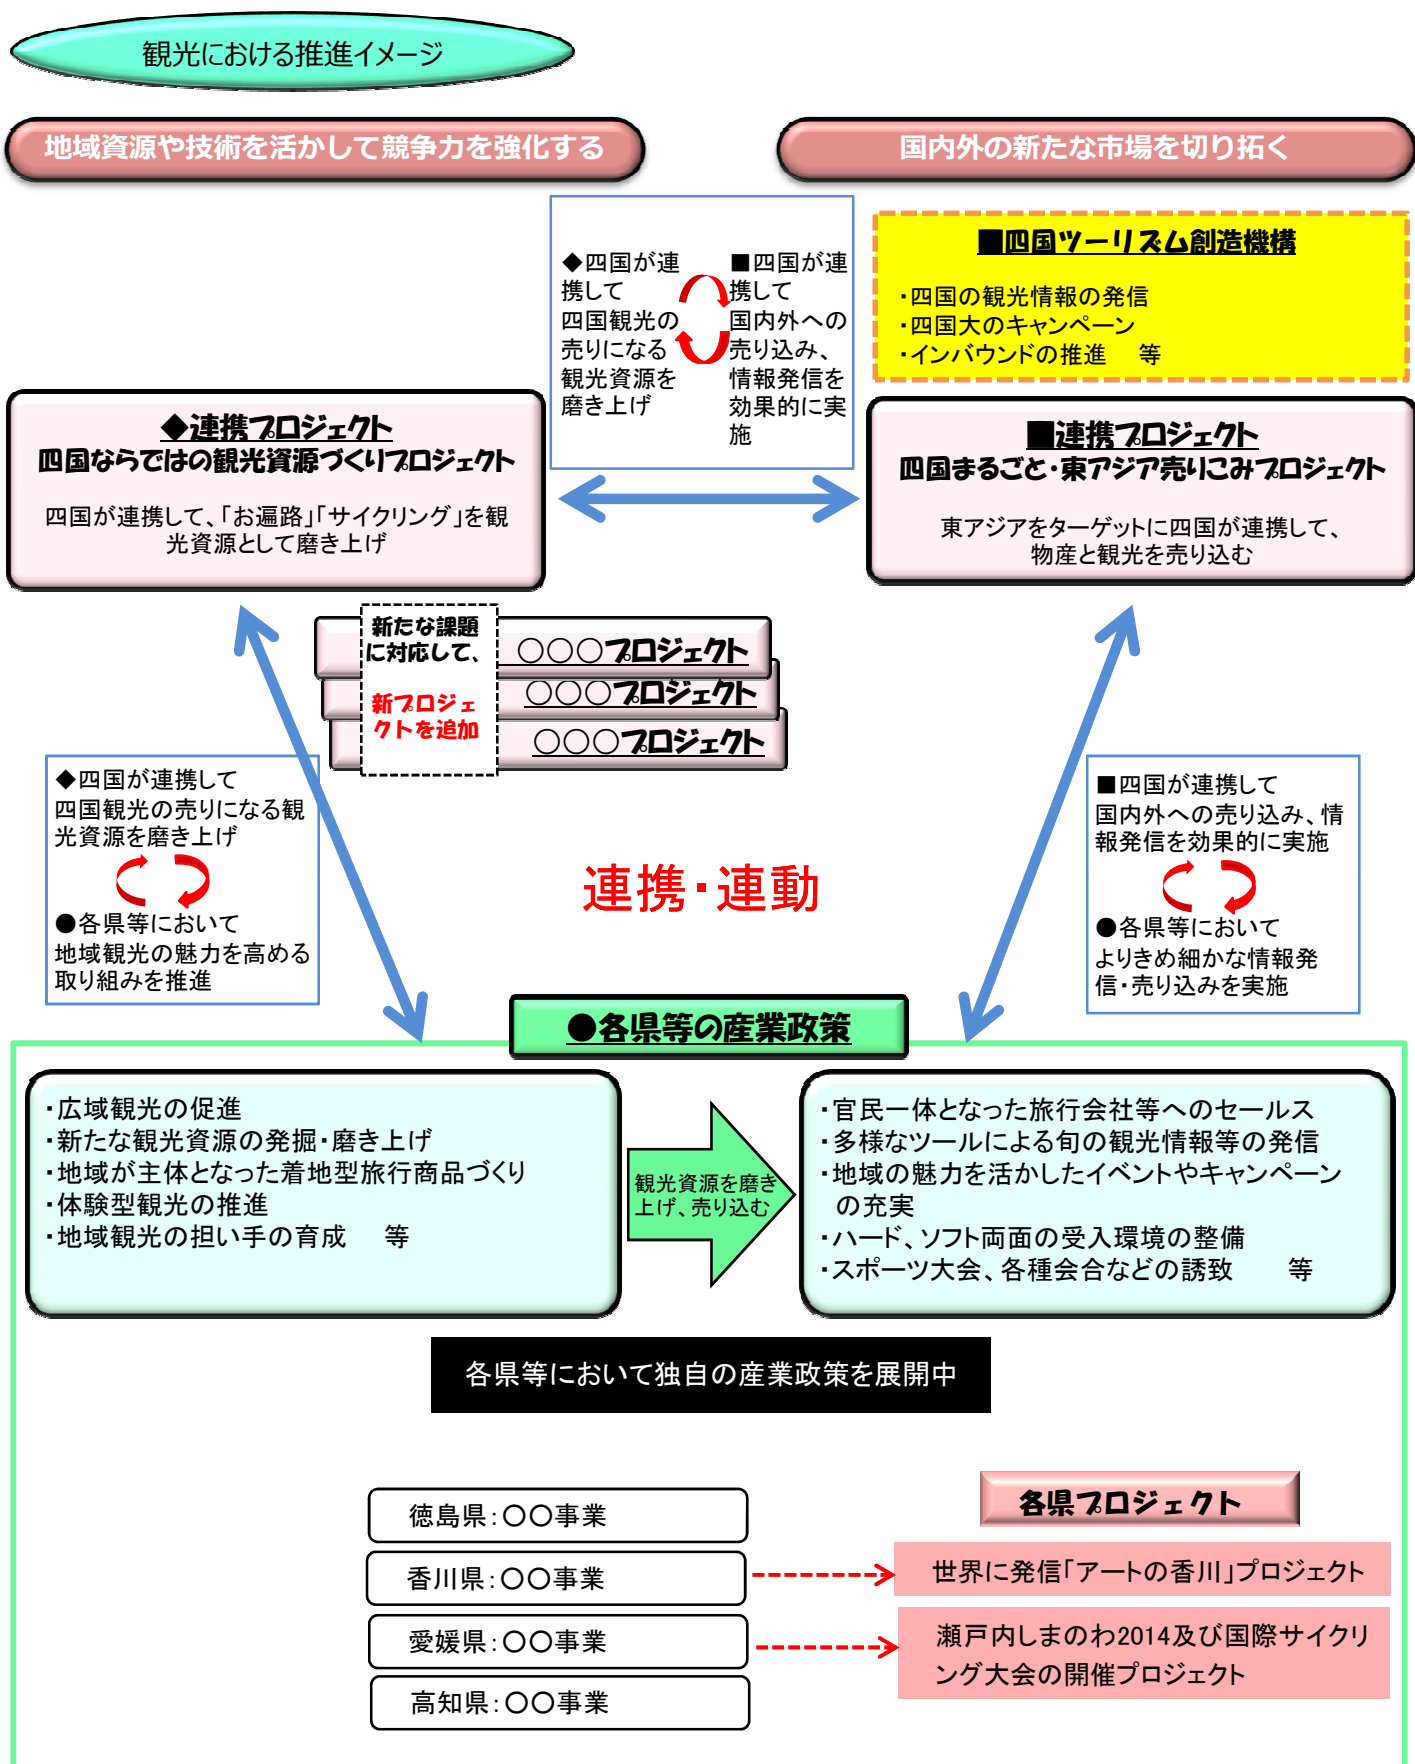 観光における推進イメージ
地域資源や技術を活かして競争力を強化する
国内外の新たな市場を切り拓く
◆四国が連
携して
四国観光の
売りになる
観光資源を
磨き上げ
■四国が連
携して
国内外への
売り込み、
情報発信を
効果的に実
施
■四国ツーリズム創造機構
・四国の観光情報の発信
・四国大のキャンペーン
・インバウンドの推進　等
◆連携プロジェクト
四国ならではの観光資源づくりプロジェクト
四国が連携して、「お遍路」「サイクリング」を観
光資源として磨き上げ
■連携プロジェクト
四国まるごと・東アジア売りこみプロジェクト
東アジアをターゲットに四国が連携して、
物産と観光を売り込む
新たな課題
に対応して、
新プロジェ
クトを追加
○○○プロジェクト
○○○プロジェクト
○○○プロジェクト
◆四国が連携して
四国観光の売りになる観
光資源を磨き上げ
●各県等において
地域観光の魅力を高める
取り組みを推進
連携・連動
■四国が連携して
国内外への売り込み、情
報発信を効果的に実施
●各県等において
よりきめ細かな情報発
信・売り込みを実施
●各県等の産業政策
・広域観光の促進
・新たな観光資源の発掘・磨き上げ
・地域が主体となった着地型旅行商品づくり
・体験型観光の推進
・地域観光の担い手の育成　等
観光資源を磨き
上げ、売り込む
・官民一体となった旅行会社等へのセールス
・多様なツールによる旬の観光情報等の発信
・地域の魅力を活かしたイベントやキャンペーン
の充実
・ハード、ソフト両面の受入環境の整備
・スポーツ大会、各種会合などの誘致　等
各県等において独自の産業政策を展開中
各県プロジェクト
徳島県：〇〇事業
香川県：〇〇事業
世界に発信「アートの香川」プロジェクト
愛媛県：〇〇事業
瀬戸内しまのわ2014及び国際サイクリ
ング大会の開催プロジェクト
高知県：〇〇事業